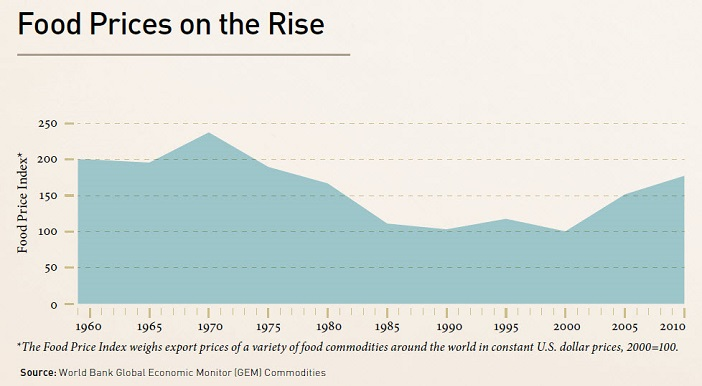 Food Prices on the Rise
Food Price Index*
250
200
150
100
50
0
1960 1965 1970 1975 1980 1985 1990 1995 2000 2005 2010
*The Food Price Index weighs export prices of a variety of food commodities around the world in constant U.S. dollar prices, 2000=100.
Source: World Bank Global Economic Monitor (GEM) Commodities